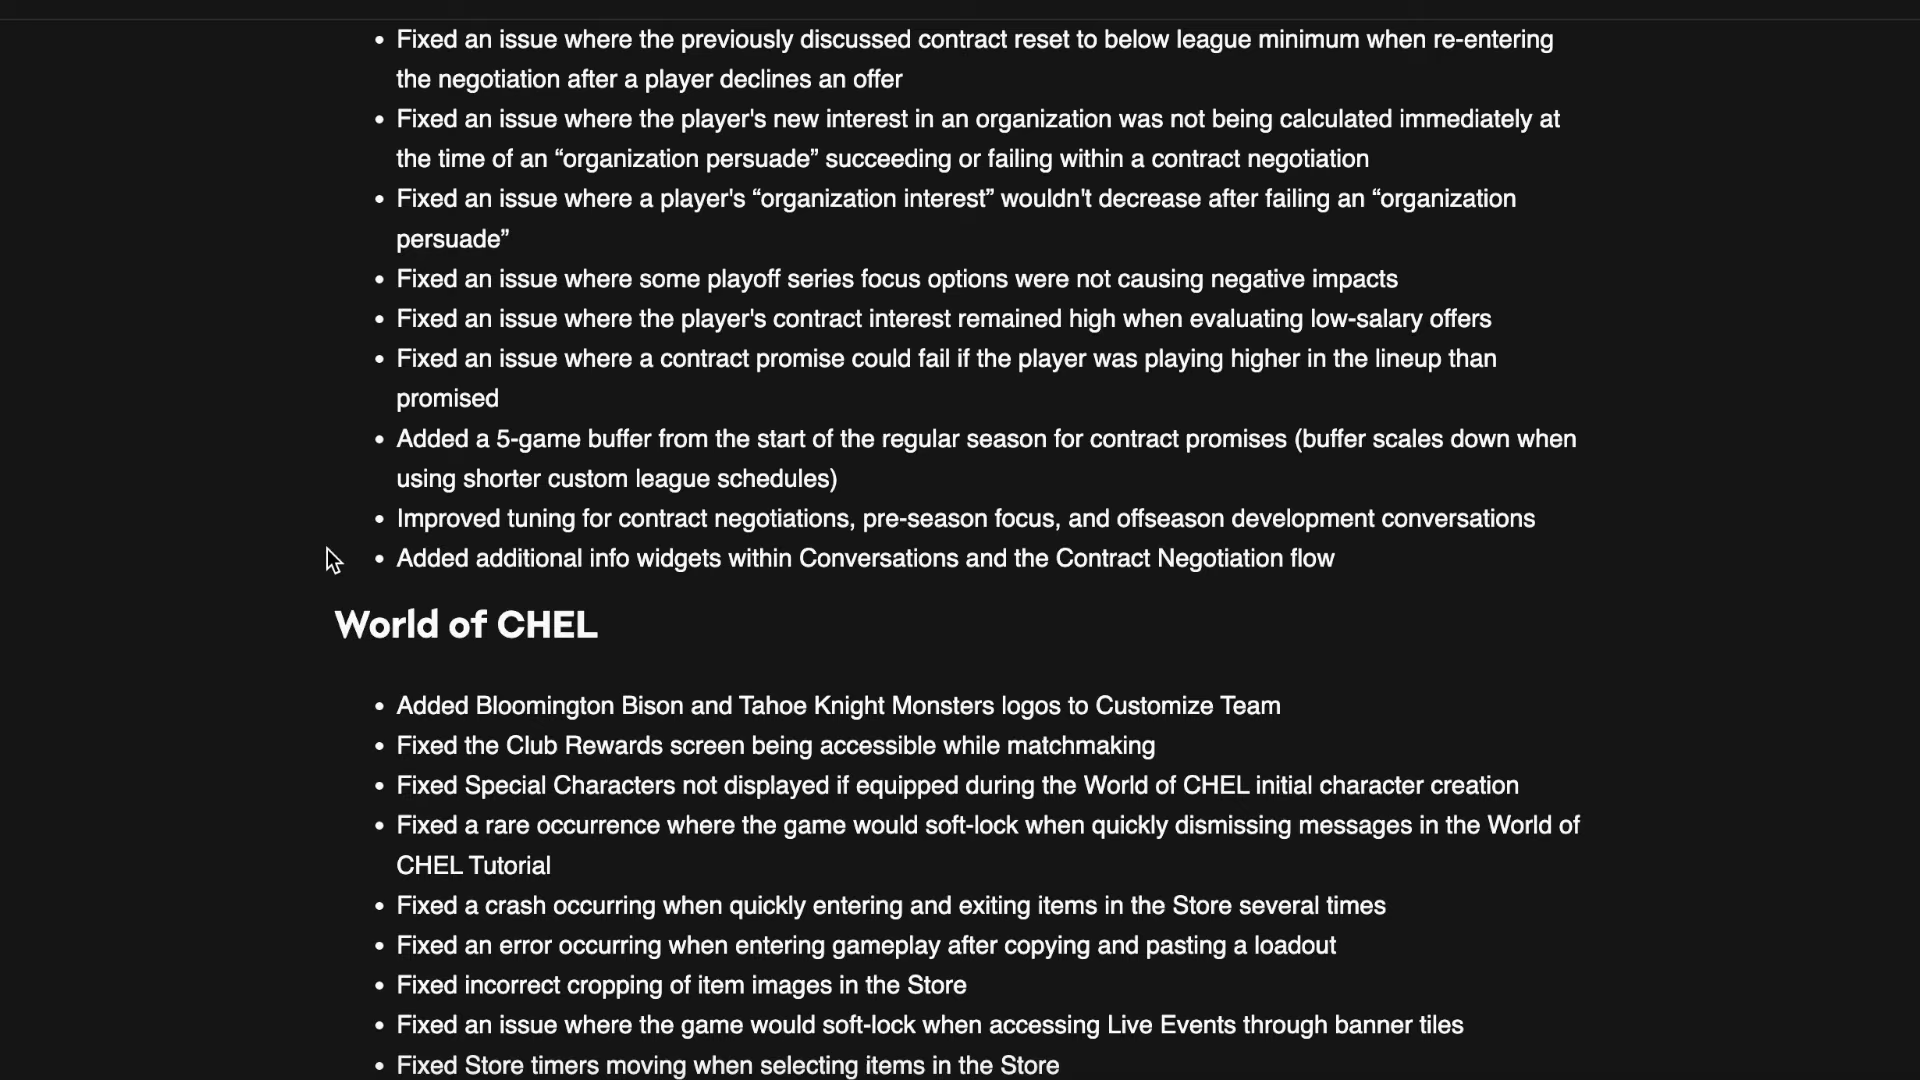 • Fixed an issue where the previously discussed contract reset to below league minimum when re-entering
the negotiation after a player declines an offer
• Fixed an issue where the player's new interest in an organization was not being calculated immediately at
the time of an “organization persuade” succeeding or failing within a contract negotiation
• Fixed an issue where a player's “organization interest” wouldn't decrease after failing an “organization
persuade”
• Fixed an issue where some playoff series focus options were not causing negative impacts
• Fixed an issue where the player's contract interest remained high when evaluating low-salary offers
• Fixed an issue where a contract promise could fail if the player was playing higher in the lineup than
promised
• Added a 5-game buffer from the start of the regular season for contract promises (buffer scales down when
using shorter custom league schedules)
• Improved tuning for contract negotiations, pre-season focus, and offseason development conversations
• Added additional info widgets within Conversations and the Contract Negotiation flow
World of CHEL
• Added Bloomington Bison and Tahoe Knight Monsters logos to Customize Team
• Fixed the Club Rewards screen being accessible while matchmaking
• Fixed Special Characters not displayed if equipped during the World of CHEL initial character creation
• Fixed a rare occurrence where the game would soft-lock when quickly dismissing messages in the World of
CHEL Tutorial
• Fixed a crash occurring when quickly entering and exiting items in the Store several times
• Fixed an error occurring when entering gameplay after copying and pasting a loadout
• Fixed incorrect cropping of item images in the Store
• Fixed an issue where the game would soft-lock when accessing Live Events through banner tiles
• Fixed Store timers moving when selecting items in the Store